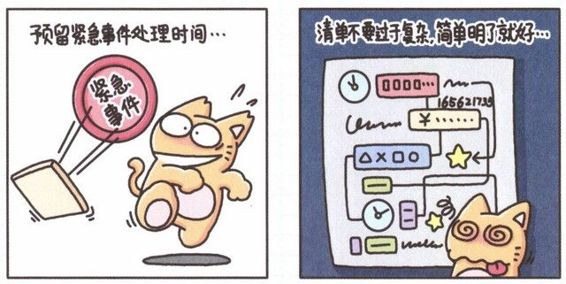 预留紧急事件处理时间…
紧急
事件
清单不要过于复杂,简单明了就好…
165621739
¥······